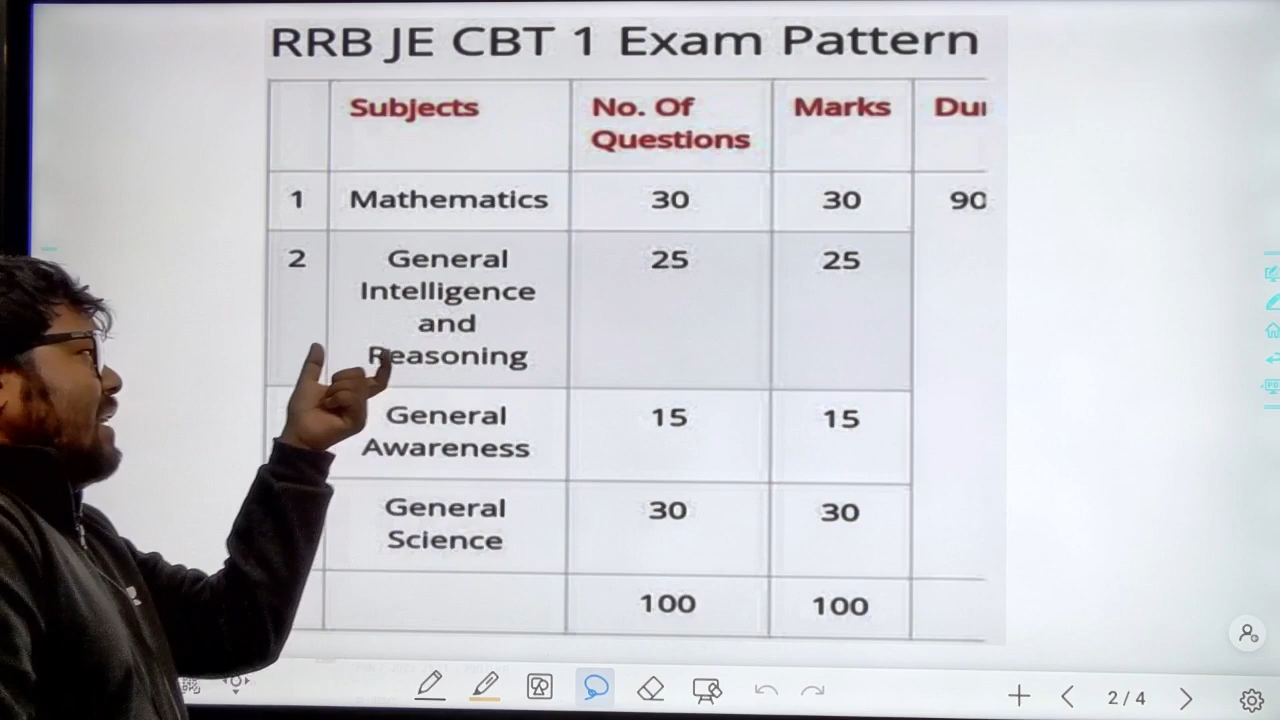 RRB JE CBT 1 Exam Pattern
Subjects No. Of Questions Marks
1 Mathematics 30 30 90
2 General Intelligence and Reasoning 25 25
General Awareness 15 15
General Science 30 30
100 100
2 / 4